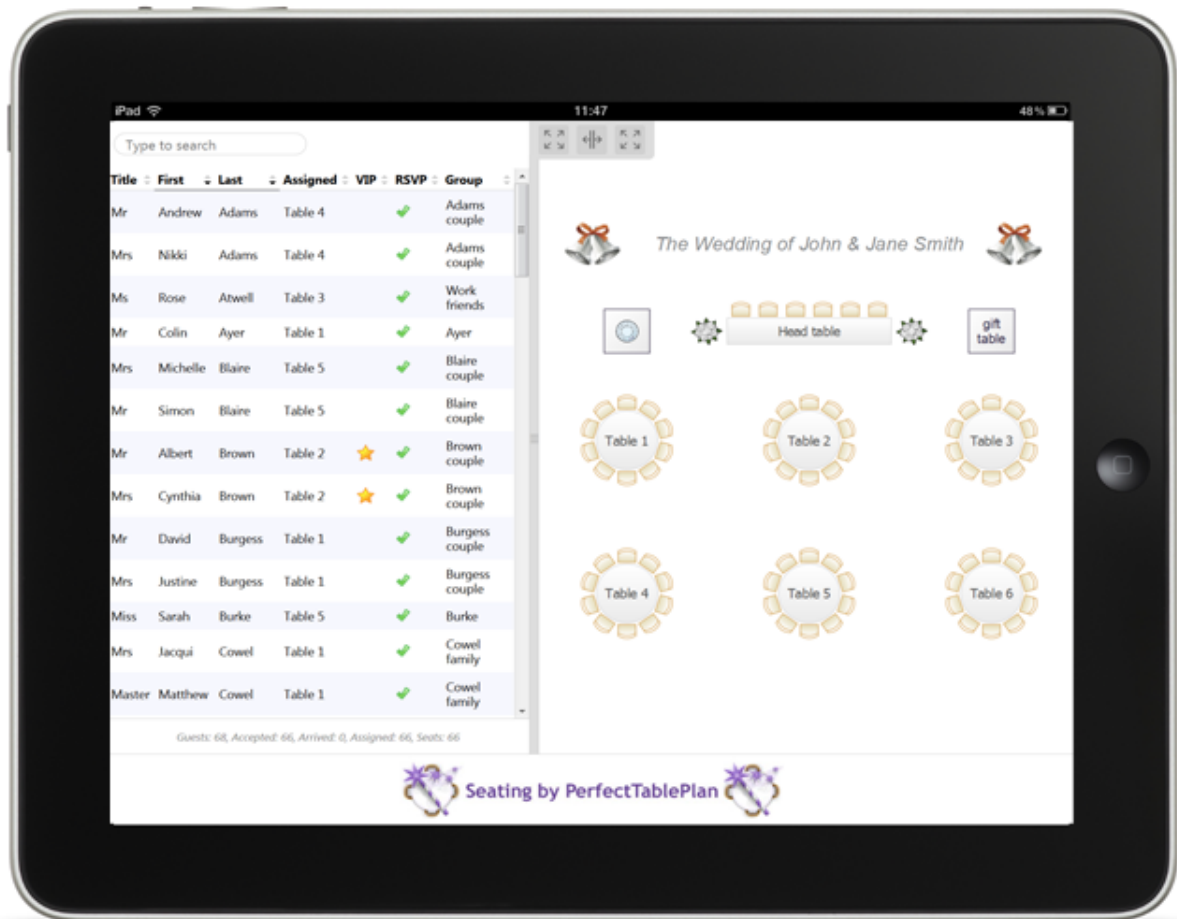 iPad
11:47
48%
Type to search
Title First Last Assigned VIP RSVP Group
Mr Andrew Adams Table 4 Adams
couple
Mrs Nikki Adams Table 4 Adams
couple
Ms Rose Atwell Table 3 Work
friends
Mr Colin Ayer Table 1 Ayer
Mrs Michelle Blaire Table 5 Blaire
couple
Mr Simon Blaire Table 5 Blaire
couple
Mr Albert Brown Table 2 Brown
couple
Mrs Cynthia Brown Table 2 Brown
couple
Mr David Burgess Table 1 Burgess
couple
Mrs Justine Burgess Table 1 Burgess
couple
Miss Sarah Burke Table 5 Burke
Mrs Jacqui Cowel Table 1 Cowel
family
Master Matthew Cowel Table 1 Cowel
family
Guests: 68, Accepted: 66, Arrived: 0, Assigned: 66, Seats: 66
The Wedding of John & Jane Smith
Head table
gift
table
Table 1
Table 2
Table 3
Table 4
Table 5
Table 6
Seating by PerfectTablePlan